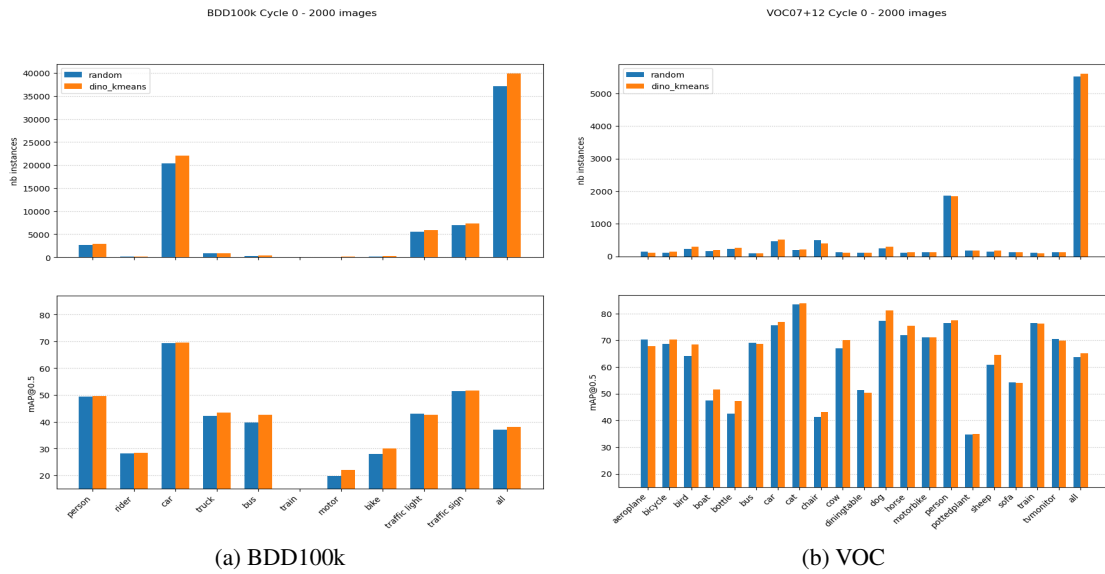 BDD100k Cycle 0 - 2000 images
random
dino_kmeans
nb instances
40000
35000
30000
25000
20000
15000
10000
5000
0
mAP@0.5
80
70
60
50
40
30
20
person
rider
car
truck
bus
train
motor
bike
traffic light
traffic sign
all
(a) BDD100k
VOC07+12 Cycle 0 - 2000 images
random
dino_kmeans
nb instances
5000
4000
3000
2000
1000
0
mAP@0.5
80
70
60
50
40
30
20
aeroplane
bicycle
bird
boat
bottle
bus
car
cat
chair
cow
diningtable
dog
horse
motorbike
person
pottedplant
sheep
sofa
train
tvmonitor
all
(b) VOC